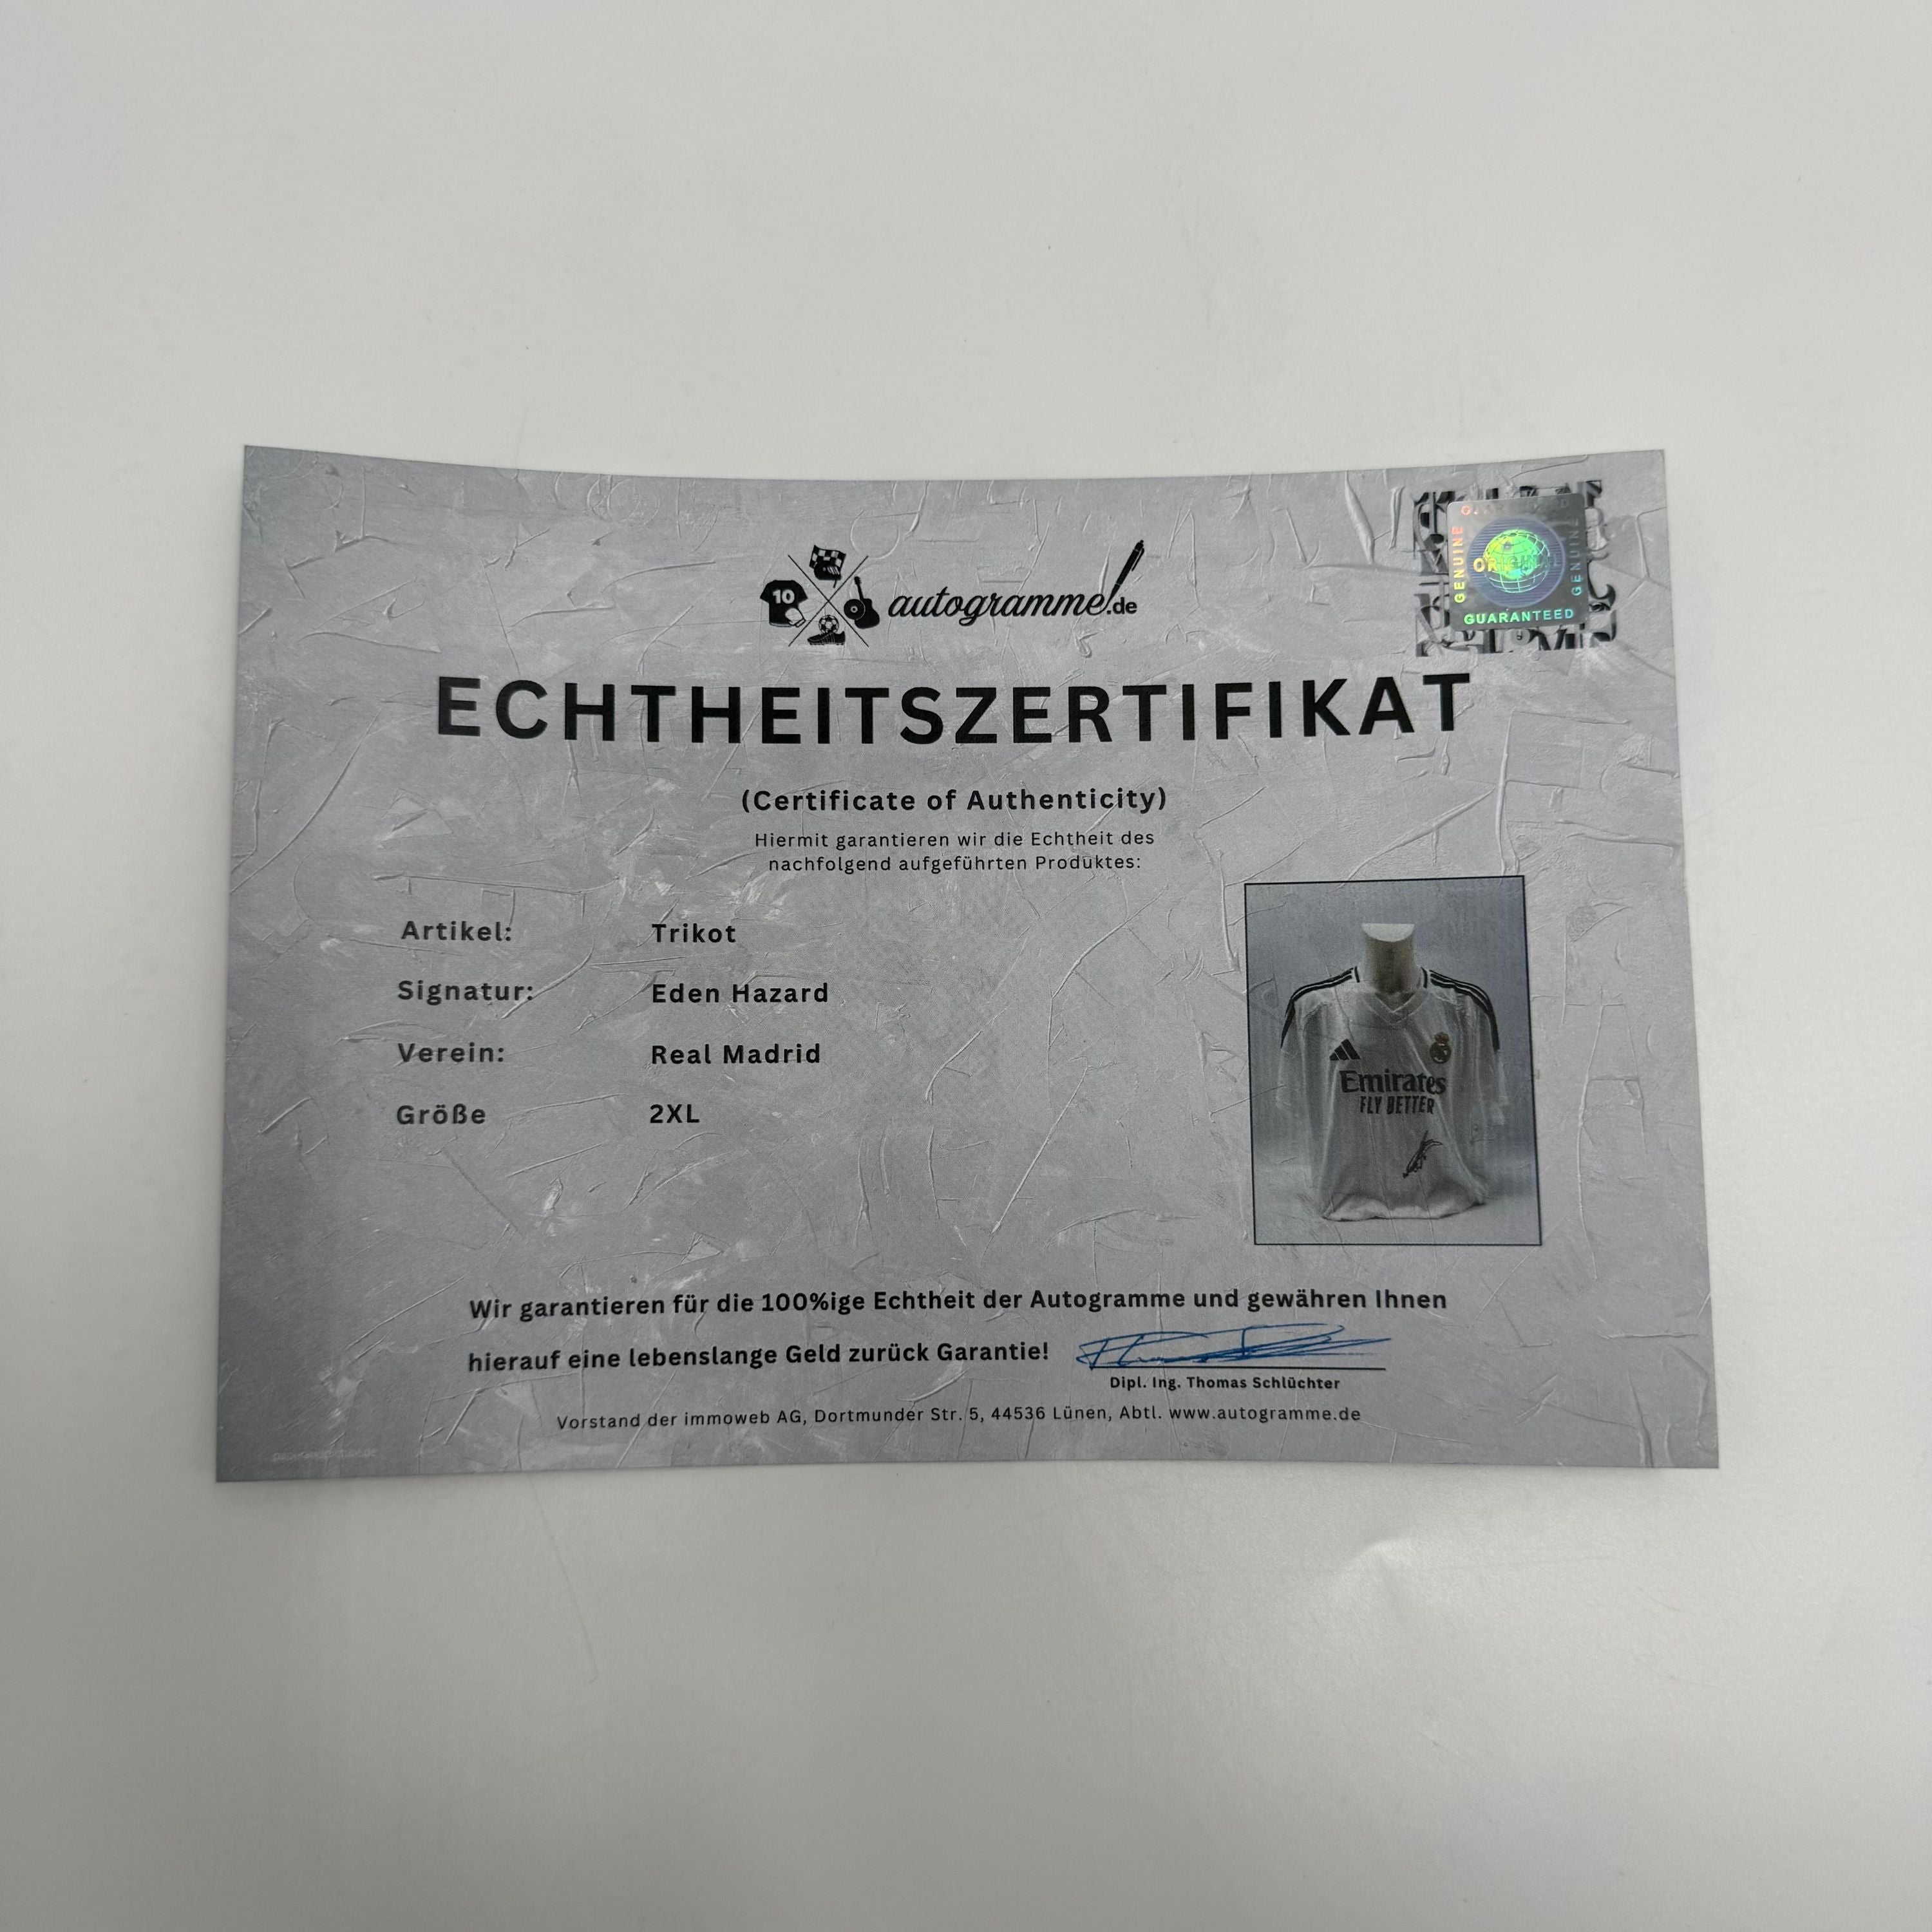 10
autogramme.de
GENUINE
ORIGINAL
GENUINE
GUARANTEED
ECHTHEITSZERTIFIKAT
(Certificate of Authenticity)
Hiermit garantieren wir die Echtheit des
nachfolgend aufgeführten Produktes:
Artikel: Trikot
Signatur: Eden Hazard
Verein: Real Madrid
Größe 2XL
Emirates
FLY BETTER
Wir garantieren für die 100%ige Echtheit der Autogramme und gewähren Ihnen
hierauf eine lebenslange Geld zurück Garantie!
Dipl. Ing. Thomas Schlüchter
Vorstand der immoweb AG, Dortmunder Str. 5, 44536 Lünen, Abtl. www.autogramme.de